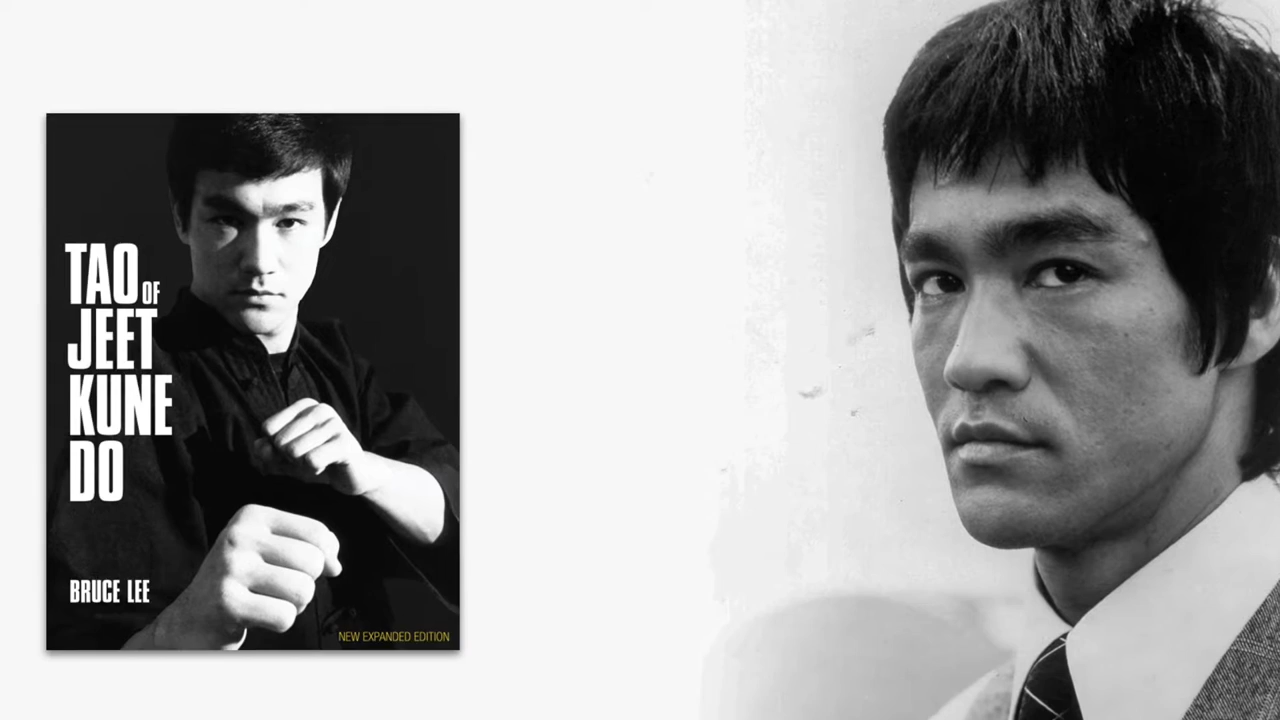 TAO OF
JEET
KUNE
DO
BRUCE LEE
NEW EXPANDED EDITION